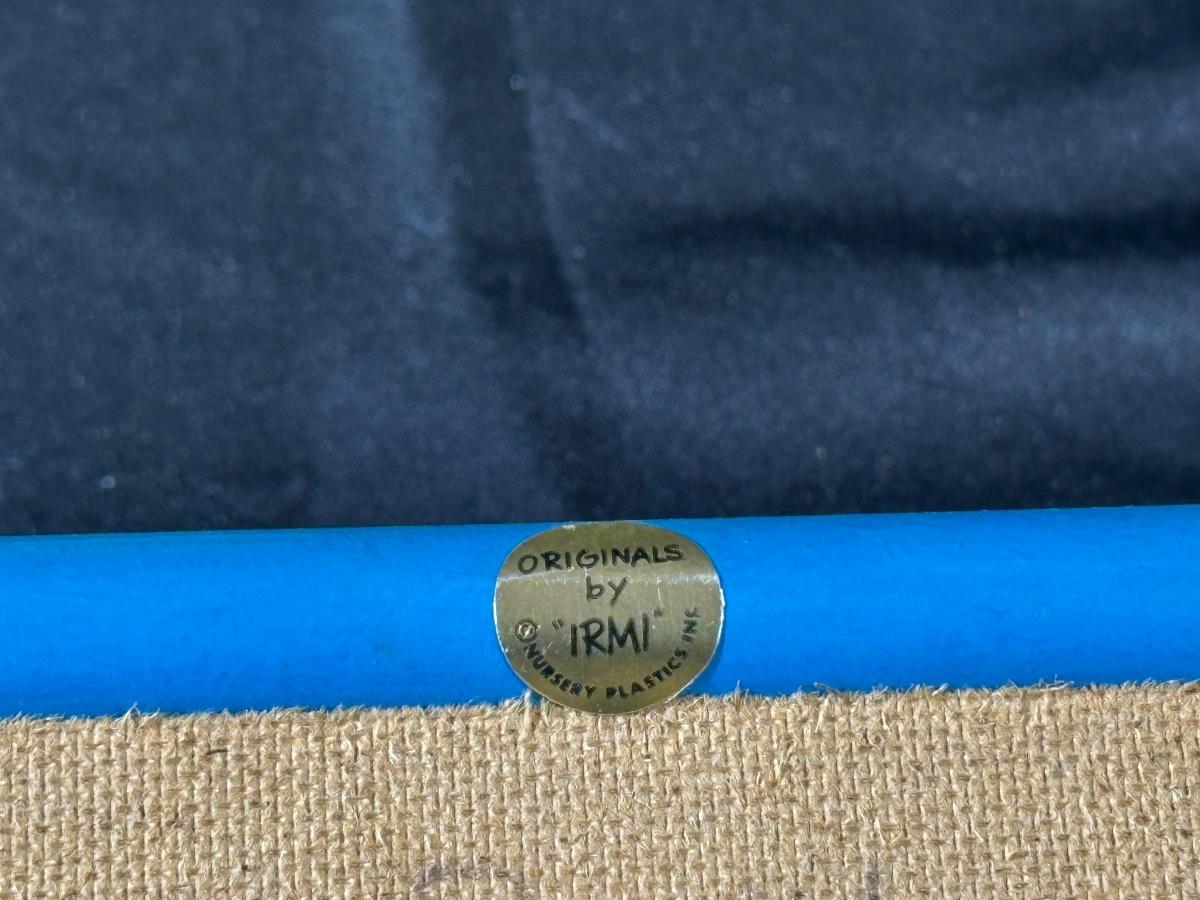 ORIGINALS
by
"IRMI"
©NURSERY PLASTICS INC.